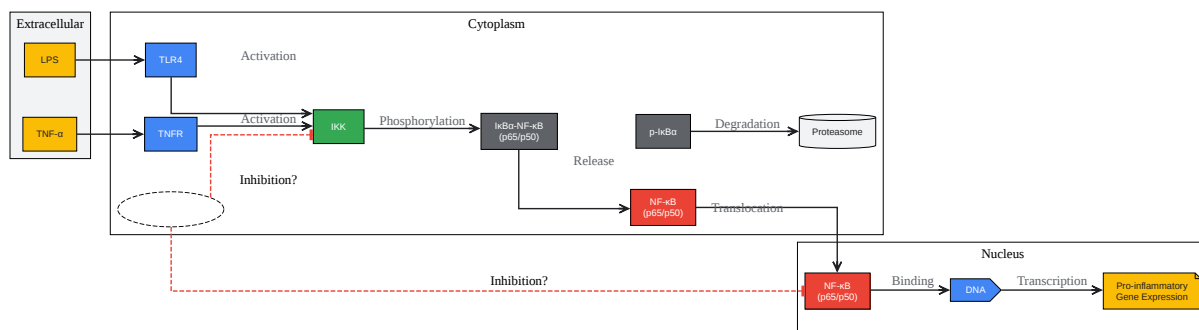 Extracellular
Cytoplasm
LPS
TLR4
Activation
TNF-α
TNFR
Activation
IKK
Phosphorylation
IκBα-NF-κB
(p65/p50)
p-IκBα
Degradation
Proteasome
Release
Inhibition?
NF-κB
(p65/p50)
Translocation
Nucleus
Inhibition?
NF-κB
(p65/p50)
Binding
DNA
Transcription
Pro-inflammatory
Gene Expression